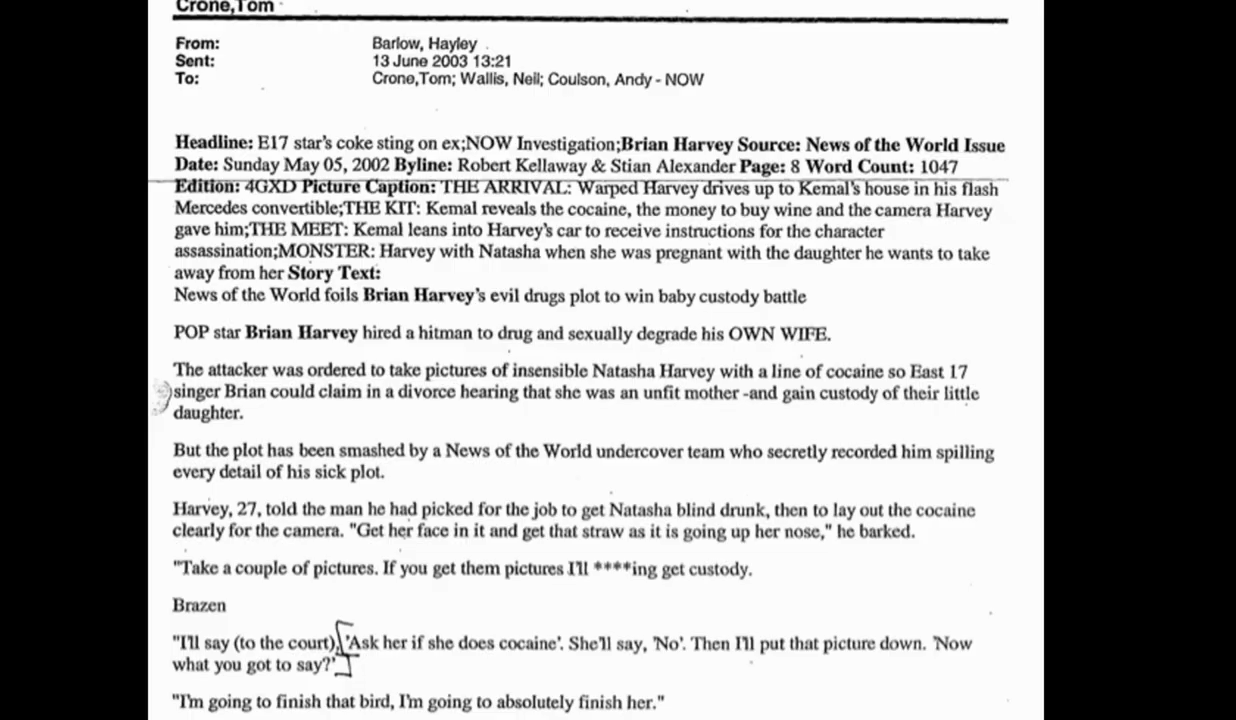 Crone,Tom
From: Barlow, Hayley
Sent: 13 June 2003 13:21
To: Crone,Tom; Wallis, Neil; Coulson, Andy - NOW
Headline: E17 star's coke sting on ex;NOW Investigation;Brian Harvey Source: News of the World Issue
Date: Sunday May 05, 2002 Byline: Robert Kellaway & Stian Alexander Page: 8 Word Count: 1047
Edition: 4GXD Picture Caption: THE ARRIVAL: Warped Harvey drives up to Kemal's house in his flash
Mercedes convertible;THE KIT: Kemal reveals the cocaine, the money to buy wine and the camera Harvey
gave him;THE MEET: Kemal leans into Harvey's car to receive instructions for the character
assassination;MONSTER: Harvey with Natasha when she was pregnant with the daughter he wants to take
away from her Story Text:
News of the World foils Brian Harvey's evil drugs plot to win baby custody battle
POP star Brian Harvey hired a hitman to drug and sexually degrade his OWN WIFE.
The attacker was ordered to take pictures of insensible Natasha Harvey with a line of cocaine so East 17
singer Brian could claim in a divorce hearing that she was an unfit mother -and gain custody of their little
daughter.
But the plot has been smashed by a News of the World undercover team who secretly recorded him spilling
every detail of his sick plot.
Harvey, 27, told the man he had picked for the job to get Natasha blind drunk, then to lay out the cocaine
clearly for the camera. "Get her face in it and get that straw as it is going up her nose," he barked.
"Take a couple of pictures. If you get them pictures I'll ****ing get custody.
Brazen
"I'll say (to the court), 'Ask her if she does cocaine'. She'll say, 'No'. Then I'll put that picture down. 'Now
what you got to say?'
"I'm going to finish that bird, I'm going to absolutely finish her."